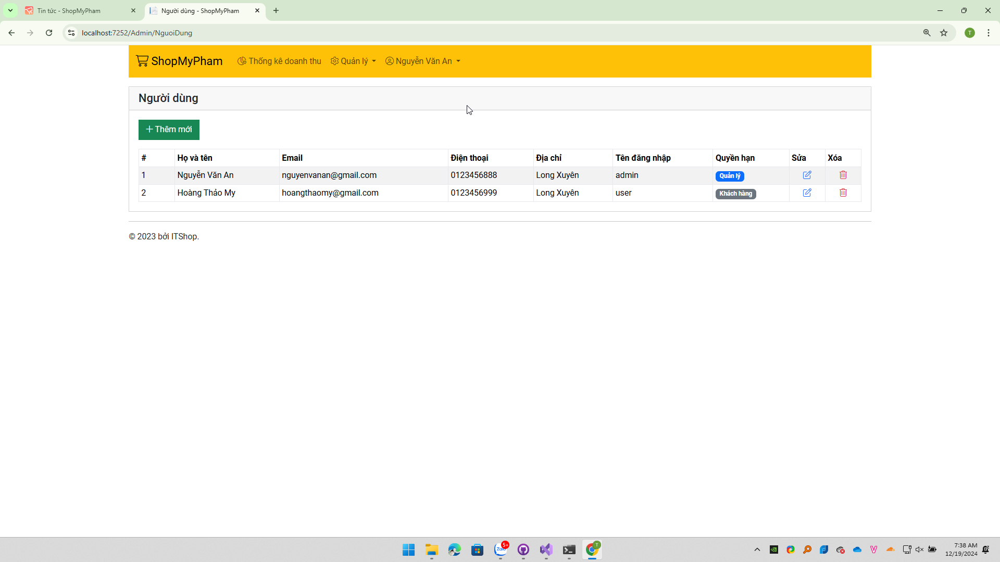 Tin tức - ShopMyPham
Người dùng - ShopMyPham
localhost:7252/Admin/NguoiDung
T
ShopMyPham
Thống kê doanh thu
Quản lý
Nguyễn Văn An
Người dùng
Thêm mới
# Họ và tên Email Điện thoại Địa chỉ Tên đăng nhập Quyền hạn Sửa Xóa
1 Nguyễn Văn An nguyenvanan@gmail.com 0123456888 Long Xuyên admin Quản lý
2 Hoàng Thảo My hoangthaomy@gmail.com 0123456999 Long Xuyên user Khách hàng
© 2023 bởi ITShop.
Zalo
5+
T
7:38 AM
12/19/2024